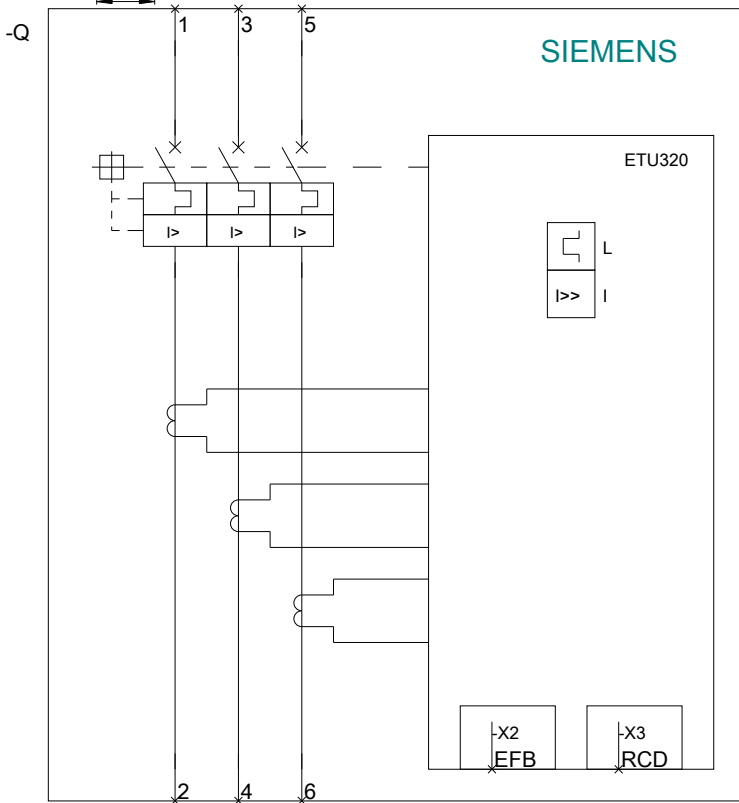 -Q
1 3 5
SIEMENS
ETU320
L
I> I> I>
I>> I
-X2
EFB
-X3
RCD
2 4 6